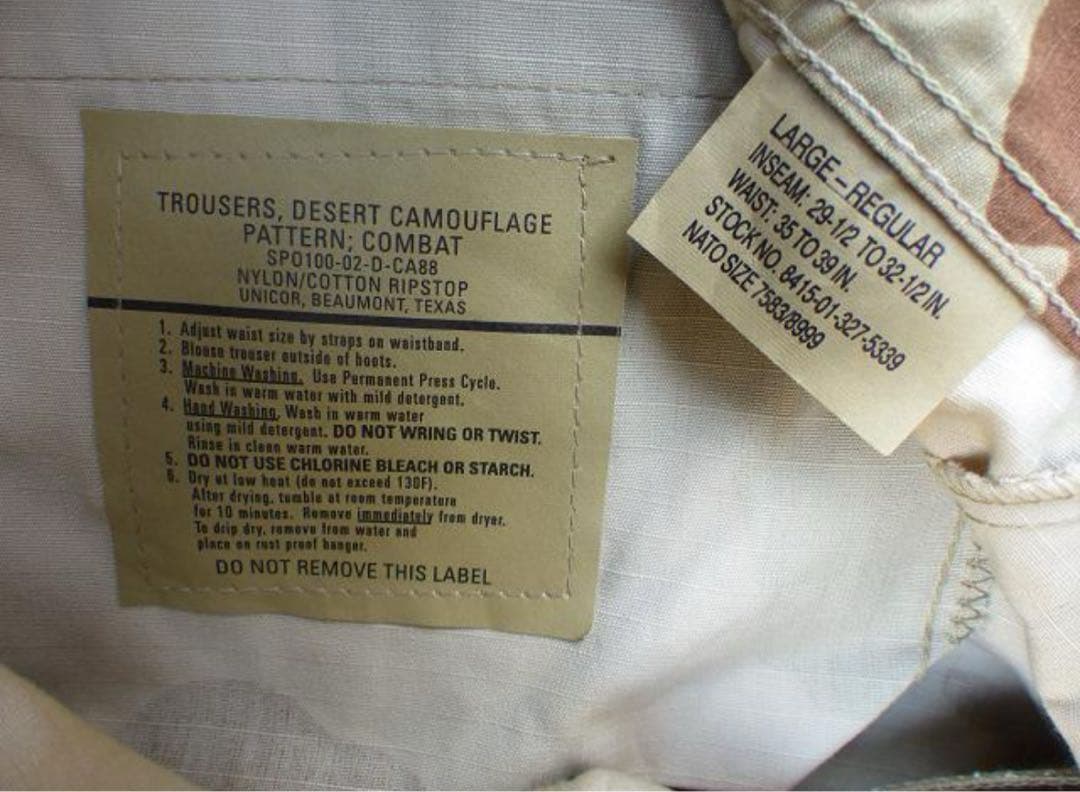 TROUSERS, DESERT CAMOUFLAGE
PATTERN; COMBAT
SPO100-02-D-CA88
NYLON/COTTON RIPSTOP
UNICOR, BEAUMONT, TEXAS
1. Adjust waist size by straps on waistband.
2. Blouse trouser outside of boots.
3. Machine Washing. Use Permanent Press Cycle.
Wash in warm water with mild detergent.
4. Hand Washing. Wash in warm water
using mild detergent. DO NOT WRING OR TWIST.
Rinse in clean warm water.
5. DO NOT USE CHLORINE BLEACH OR STARCH.
6. Dry at low heat (do not exceed 130F).
After drying, tumble at room temperature
for 10 minutes. Remove immediately from dryer.
To drip dry, remove from water and
place on rust proof hanger.
DO NOT REMOVE THIS LABEL
LARGE-REGULAR
INSEAM: 29-1/2 TO 32-1/2 IN.
WAIST: 35 TO 39 IN.
STOCK NO. 8415-01-327-5339
NATO SIZE 7583/8999